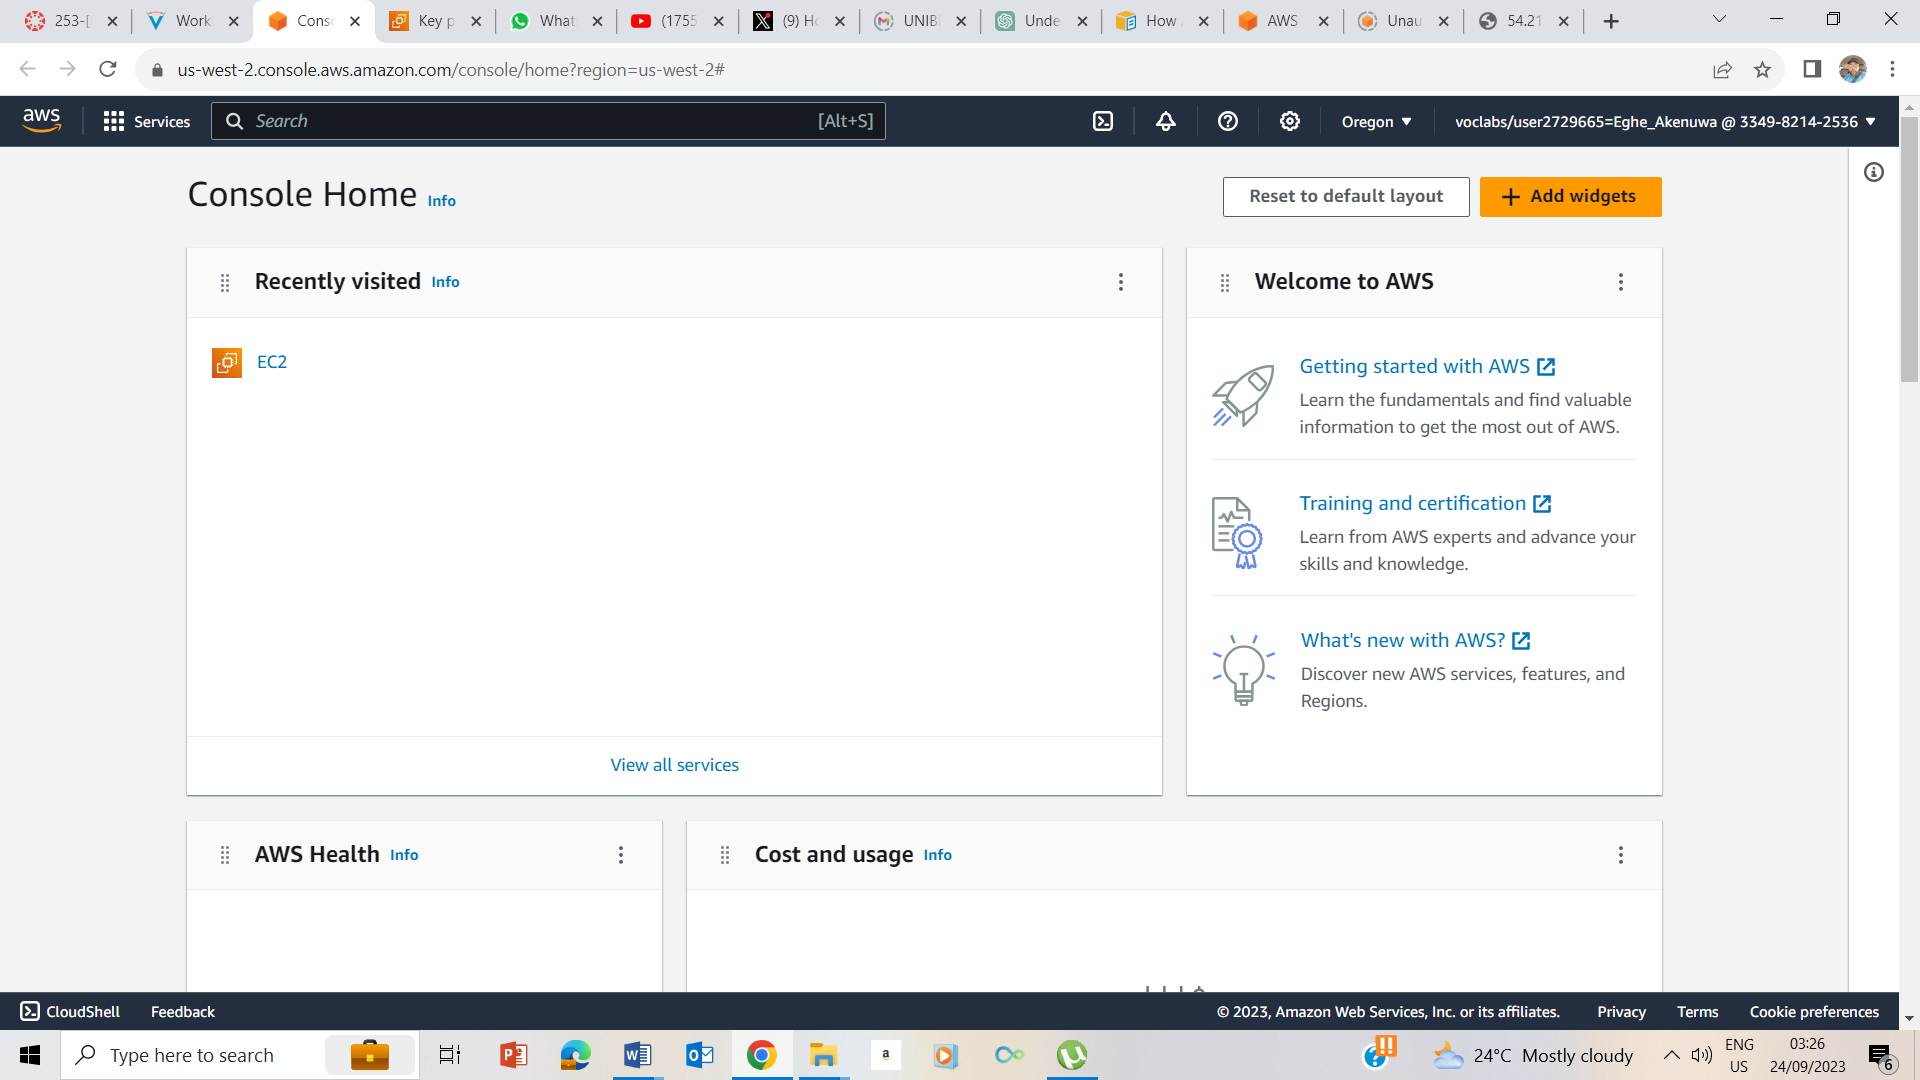 253-[
Work
Cons
Key p
What
(1755
(9) Ho
UNIB
Unde
How
AWS
Unau
54.21
us-west-2.console.aws.amazon.com/console/home?region=us-west-2#
aws
Services
Search
[Alt+S]
Oregon
voclabs/user2729665=Eghe_Akenuwa @ 3349-8214-2536
Console Home Info
Reset to default layout
Add widgets
Recently visited Info
EC2
View all services
Welcome to AWS
Getting started with AWS
Learn the fundamentals and find valuable
information to get the most out of AWS.
Training and certification
Learn from AWS experts and advance your
skills and knowledge.
What's new with AWS?
Discover new AWS services, features, and
Regions.
AWS Health Info
Cost and usage Info
CloudShell
Feedback
© 2023, Amazon Web Services, Inc. or its affiliates.
Privacy
Terms
Cookie preferences
Type here to search
a
24°C Mostly cloudy
ENG
US
03:26
24/09/2023
6